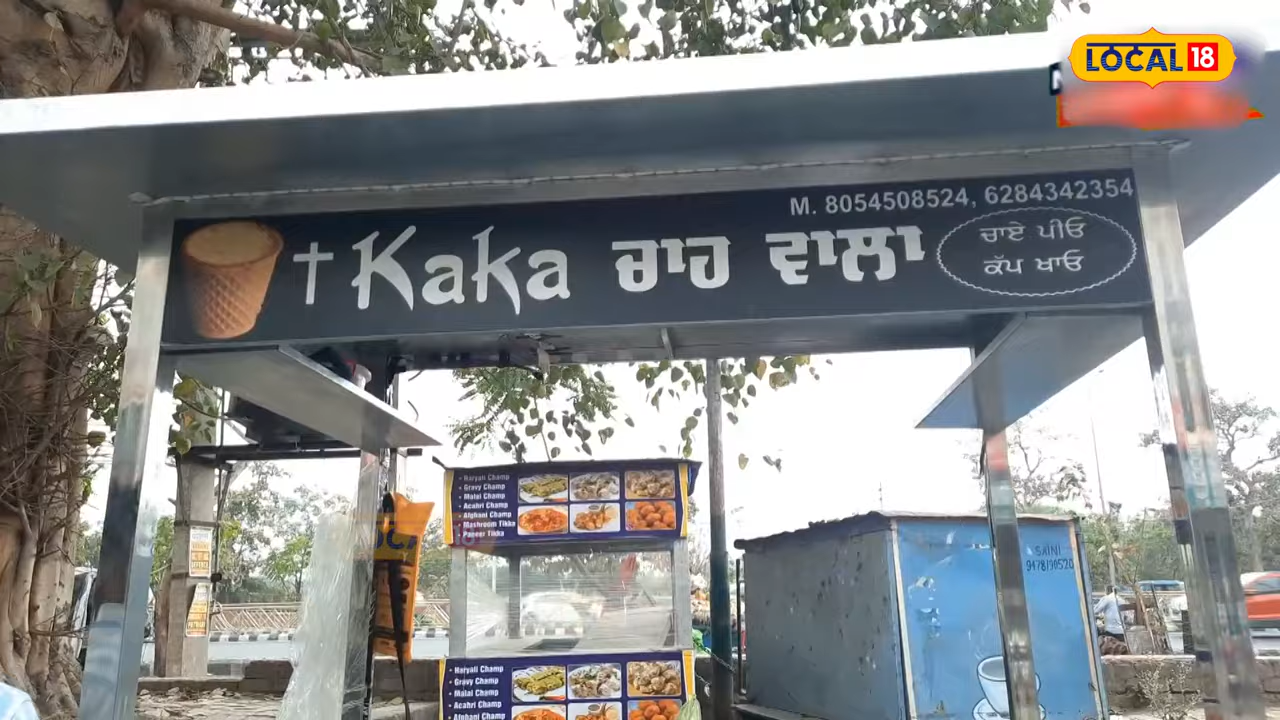 LOCAL 18
M. 8054508524, 6284342354
† Kaka ਚਾਹ ਵਾਲਾ
ਚਾਏ ਪੀਓ
ਕੱਪ ਖਾਓ
• Haryali Champ
• Gravy Champ
• Malai Champ
• Acahri Champ
• Afghani Champ
• Mashroom Tikka
• Paneer Tikka
SAINI
• Haryali Champ
• Gravy Champ
• Malai Champ
• Acahri Champ
• Afghani Champ